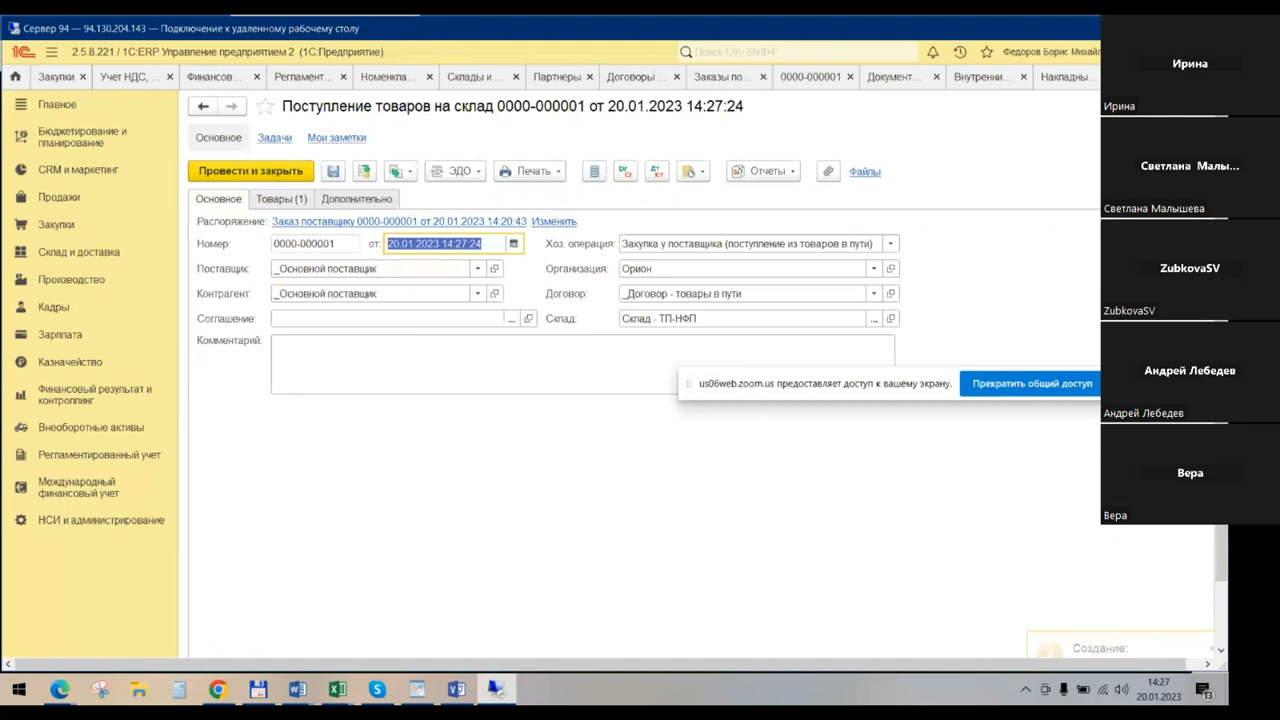 Сервер 94 — 94.130.204.143 — Подключение к удаленному рабочему столу
2.5.8.221 / 1С:ERP Управление предприятием 2 (1С:Предприятие)
Поиск Ctrl+Shift+F
Федоров Борис Михайл
Закупки ×
Учет НДС, ... ×
Финансов... ×
Регламент... ×
Номенкла... ×
Склады и ... ×
Партнеры ×
Договоры ... ×
Заказы по... ×
0000-000001 ×
Документ... ×
Внутренни... ×
Накладны
Главное
Бюджетирование и
планирование
CRM и маркетинг
Продажи
Закупки
Склад и доставка
Производство
Кадры
Зарплата
Казначейство
Финансовый результат и
контроллинг
Внеоборотные активы
Регламентированный учет
Международный
финансовый учет
НСИ и администрирование
Поступление товаров на склад 0000-000001 от 20.01.2023 14:27:24
Основное Задачи Мои заметки
Провести и закрыть ЭДО Печать Отчеты Файлы
Основное Товары (1) Дополнительно
Распоряжение: Заказ поставщику 0000-000001 от 20.01.2023 14:20:43 Изменить
Номер: 0000-000001 от: 20.01.2023 14:27:24 Хоз. операция: Закупка у поставщика (поступление из товаров в пути)
Поставщик: _Основной поставщик Организация: Орион
Контрагент: _Основной поставщик Договор: _Договор - товары в пути
Соглашение: Склад: Склад - ТП-НФП
Комментарий:
us06web.zoom.us предоставляет доступ к вашему экрану. Прекратить общий доступ
Создание:
Ирина
Ирина
Светлана Малы...
Светлана Малышева
ZubkovaSV
ZubkovaSV
Андрей Лебедев
Андрей Лебедев
Вера
Вера
14:27
20.01.2023
13